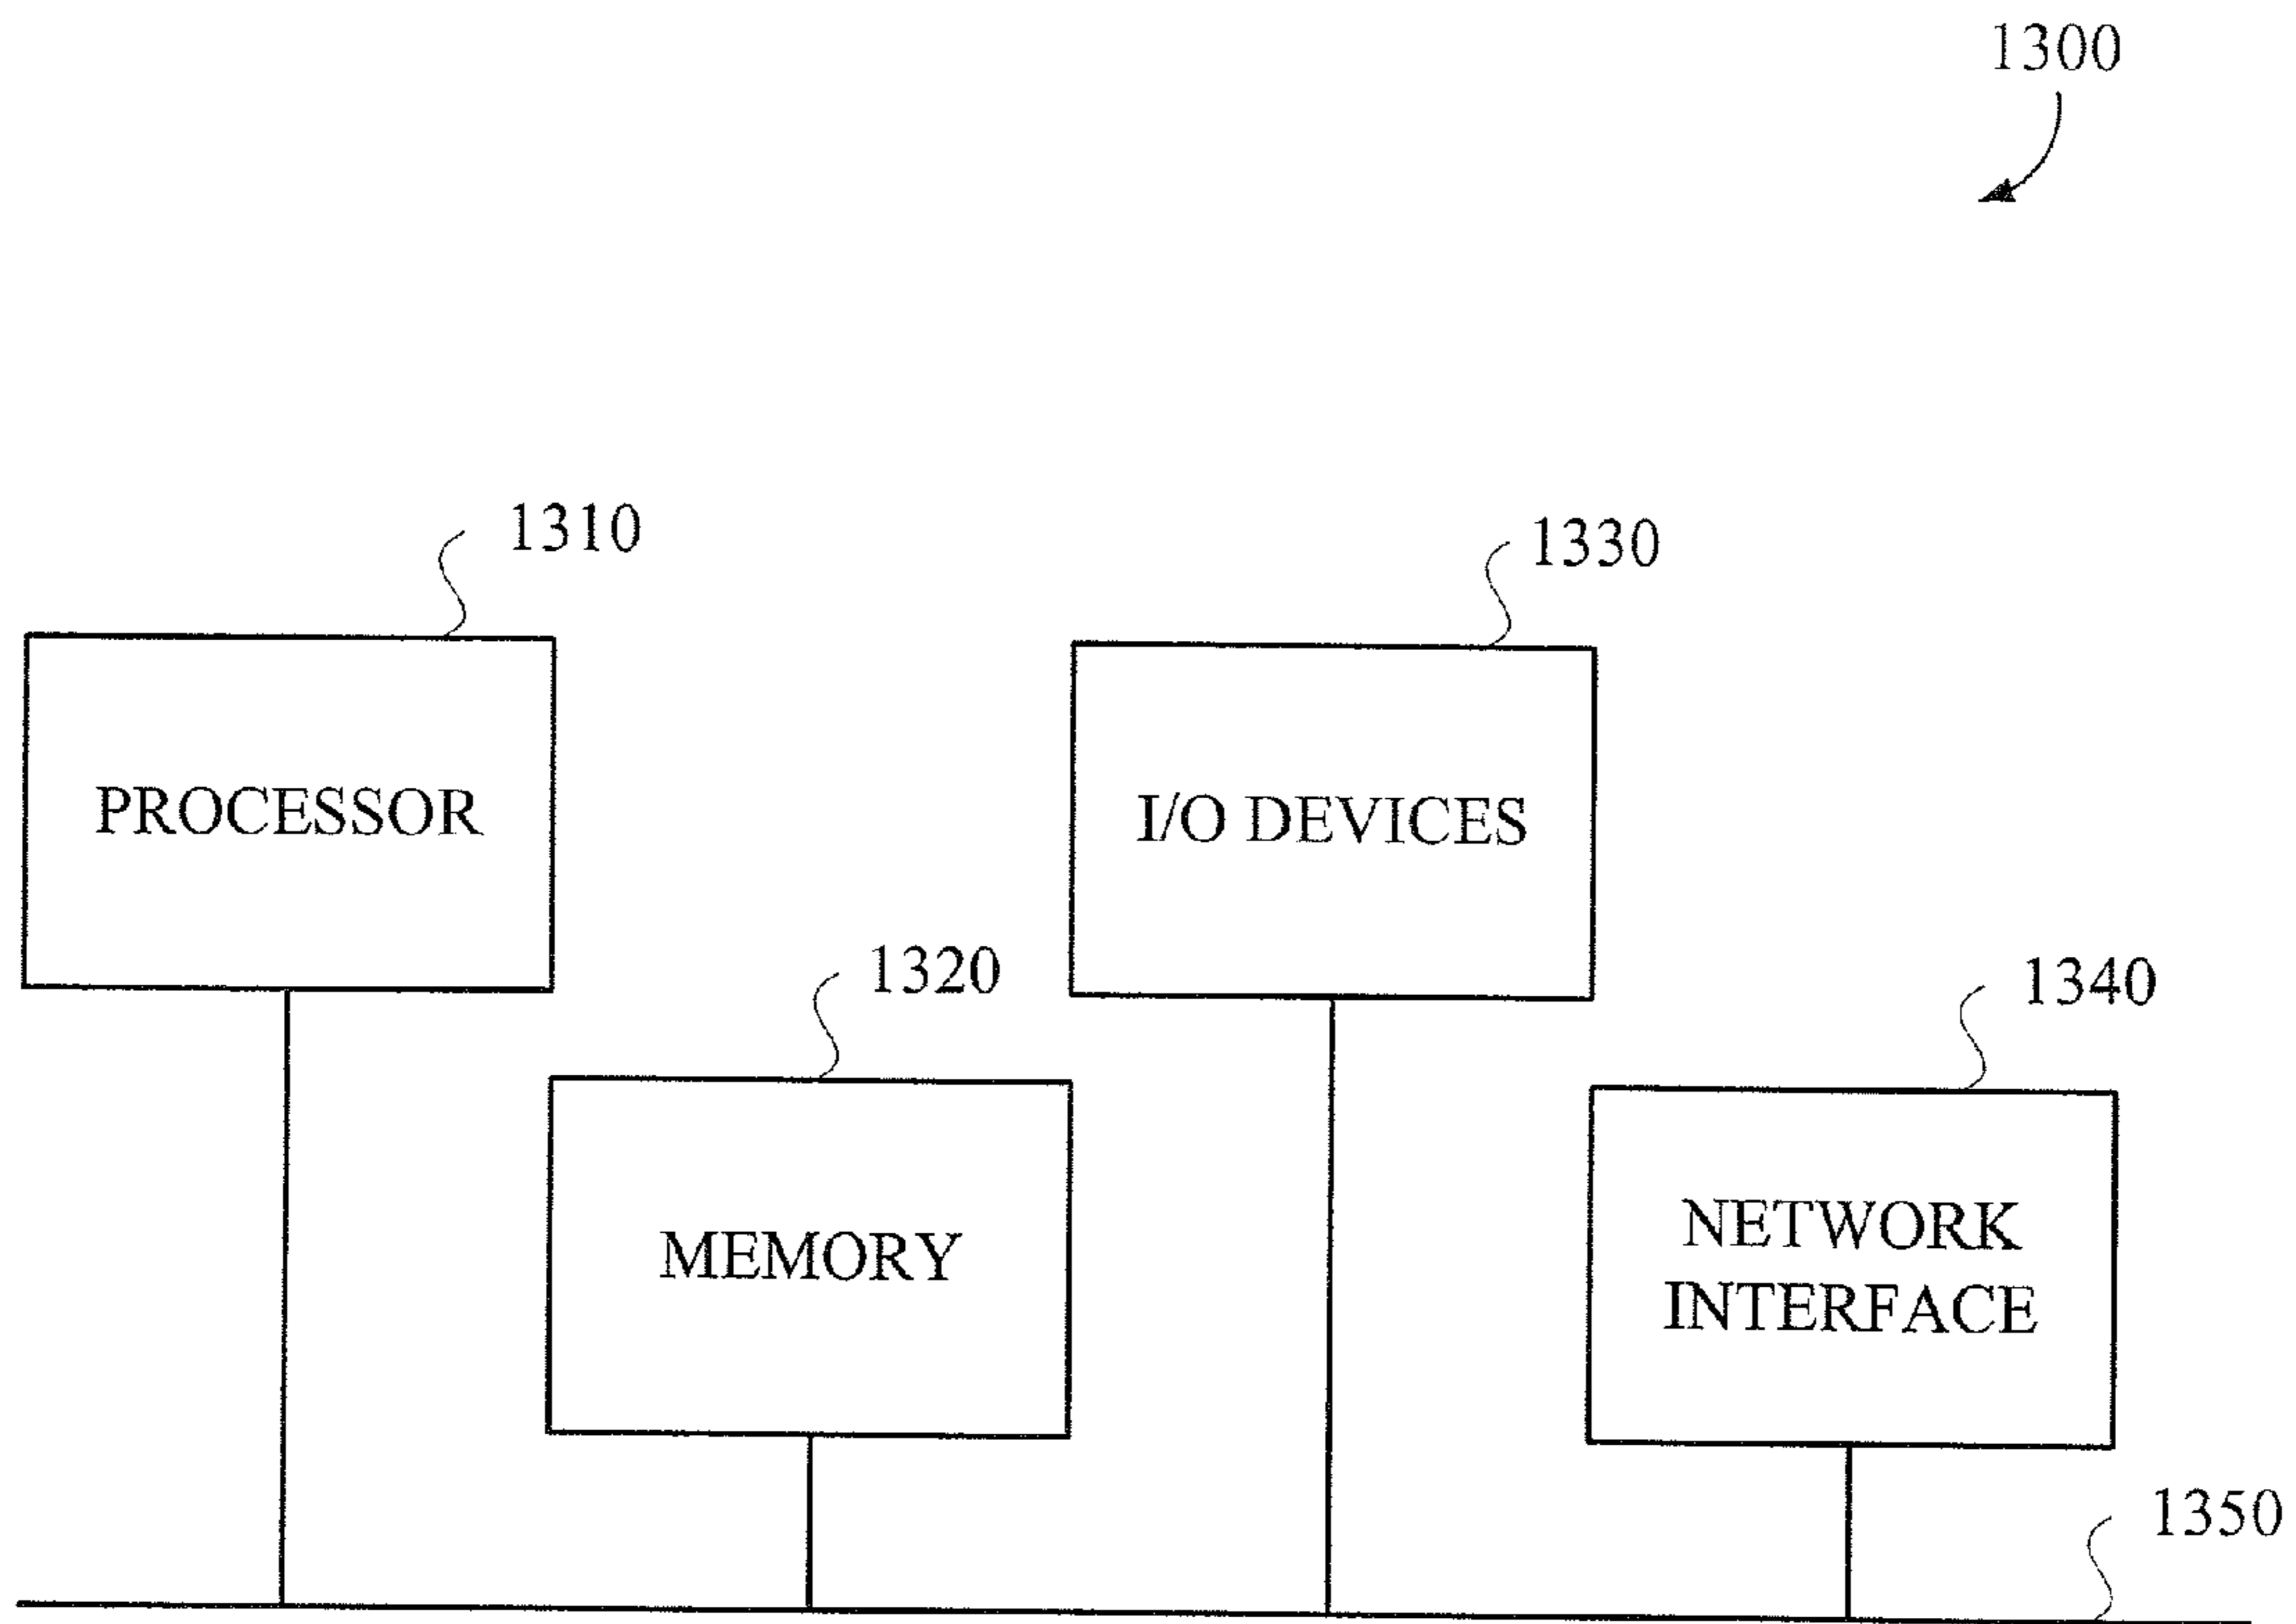 1300
1310
1330
PROCESSOR
I/O DEVICES
1320
1340
MEMORY
NETWORK
INTERFACE
1350